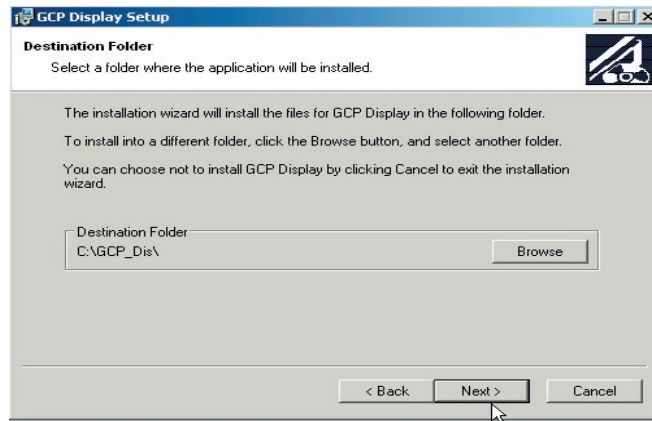 GCP Display Setup
Destination Folder
Select a folder where the application will be installed.
The installation wizard will install the files for GCP Display in the following folder.
To install into a different folder, click the Browse button, and select another folder.
You can choose not to install GCP Display by clicking Cancel to exit the installation
wizard.
Destination Folder
C:\GCP_Dis\
Browse
< Back
Next >
Cancel